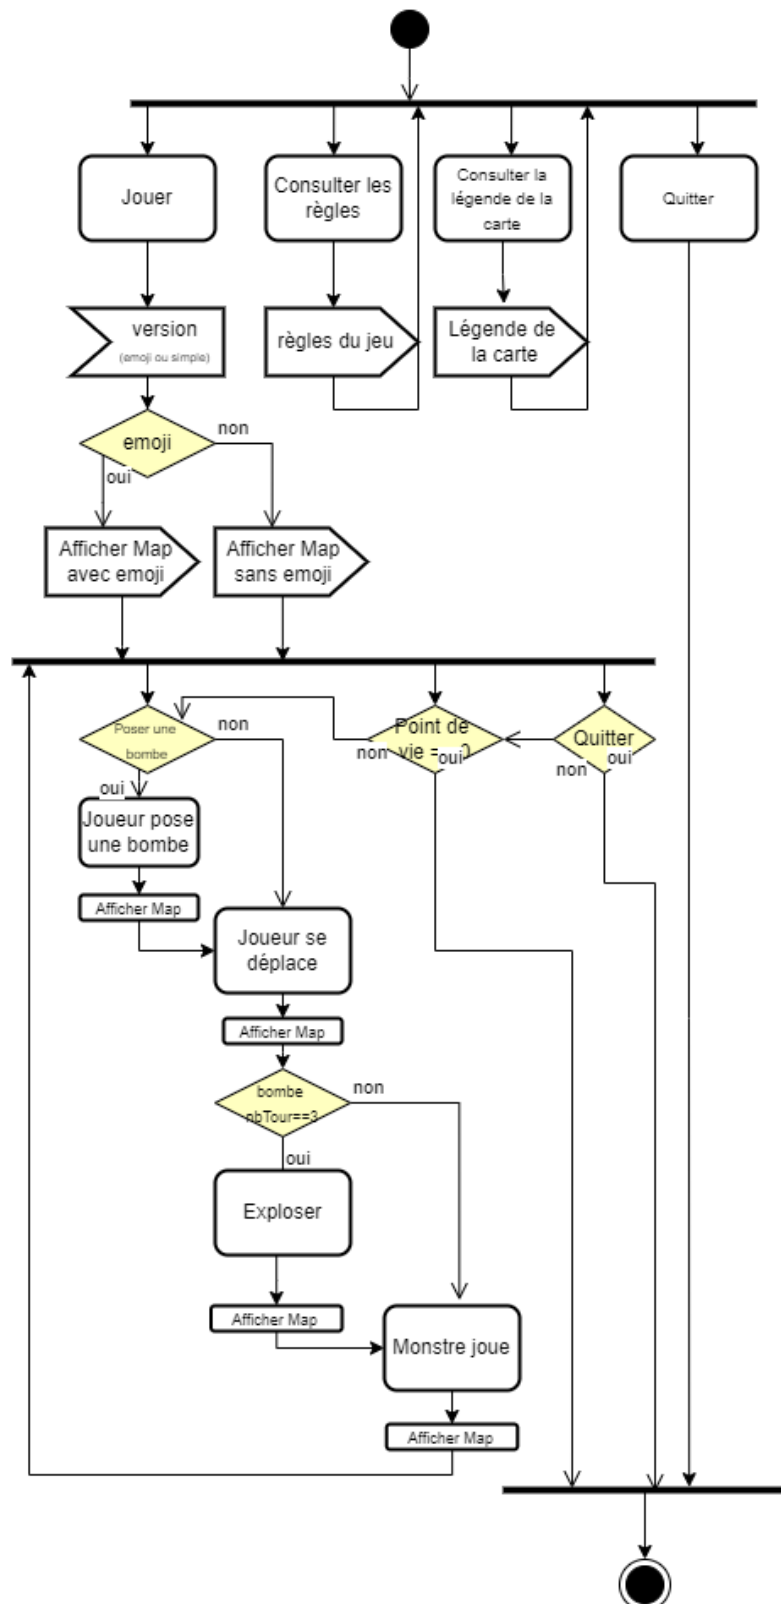 Jouer
Consulter les
règles
Consulter la
légende de la
carte
Quitter
version
(emoji ou simple)
règles du jeu
Légende de
la carte
emoji
non
oui
Afficher Map
avec emoji
Afficher Map
sans emoji
Poser une
bombe
non
oui
Point de
vie = 0
non
oui
Quitter
non
oui
Joueur pose
une bombe
Afficher Map
Joueur se
déplace
Afficher Map
bombe
nbTour==3
non
oui
Exploser
Afficher Map
Monstre joue
Afficher Map